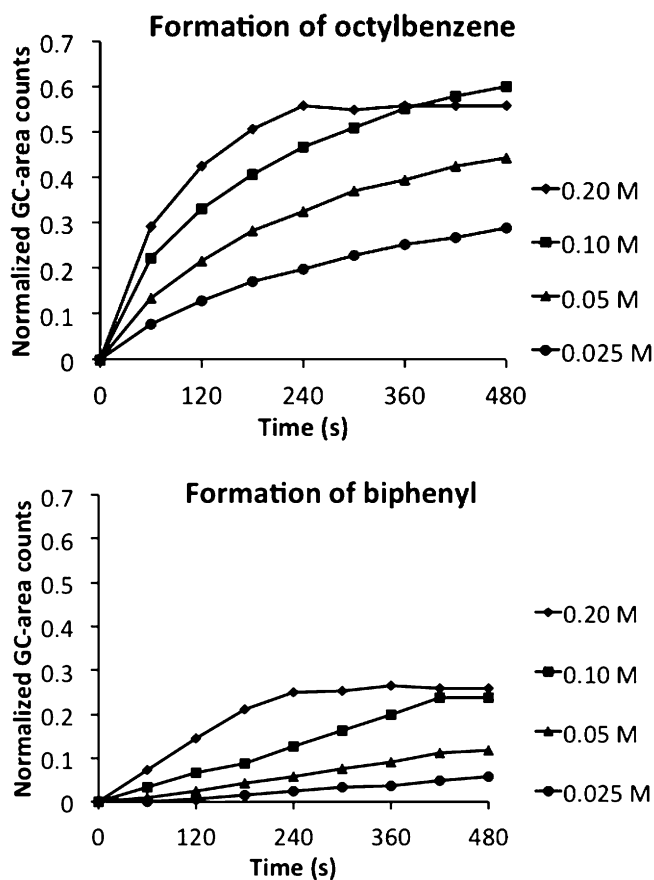 Formation of octylbenzene
Normalized GC-area counts
0.7
0.6
0.5
0.4
0.3
0.2
0.1
0
0 120 240 360 480
Time (s)
0.20 M
0.10 M
0.05 M
0.025 M
Formation of biphenyl
Normalized GC-area counts
0.7
0.6
0.5
0.4
0.3
0.2
0.1
0
0 120 240 360 480
Time (s)
0.20 M
0.10 M
0.05 M
0.025 M